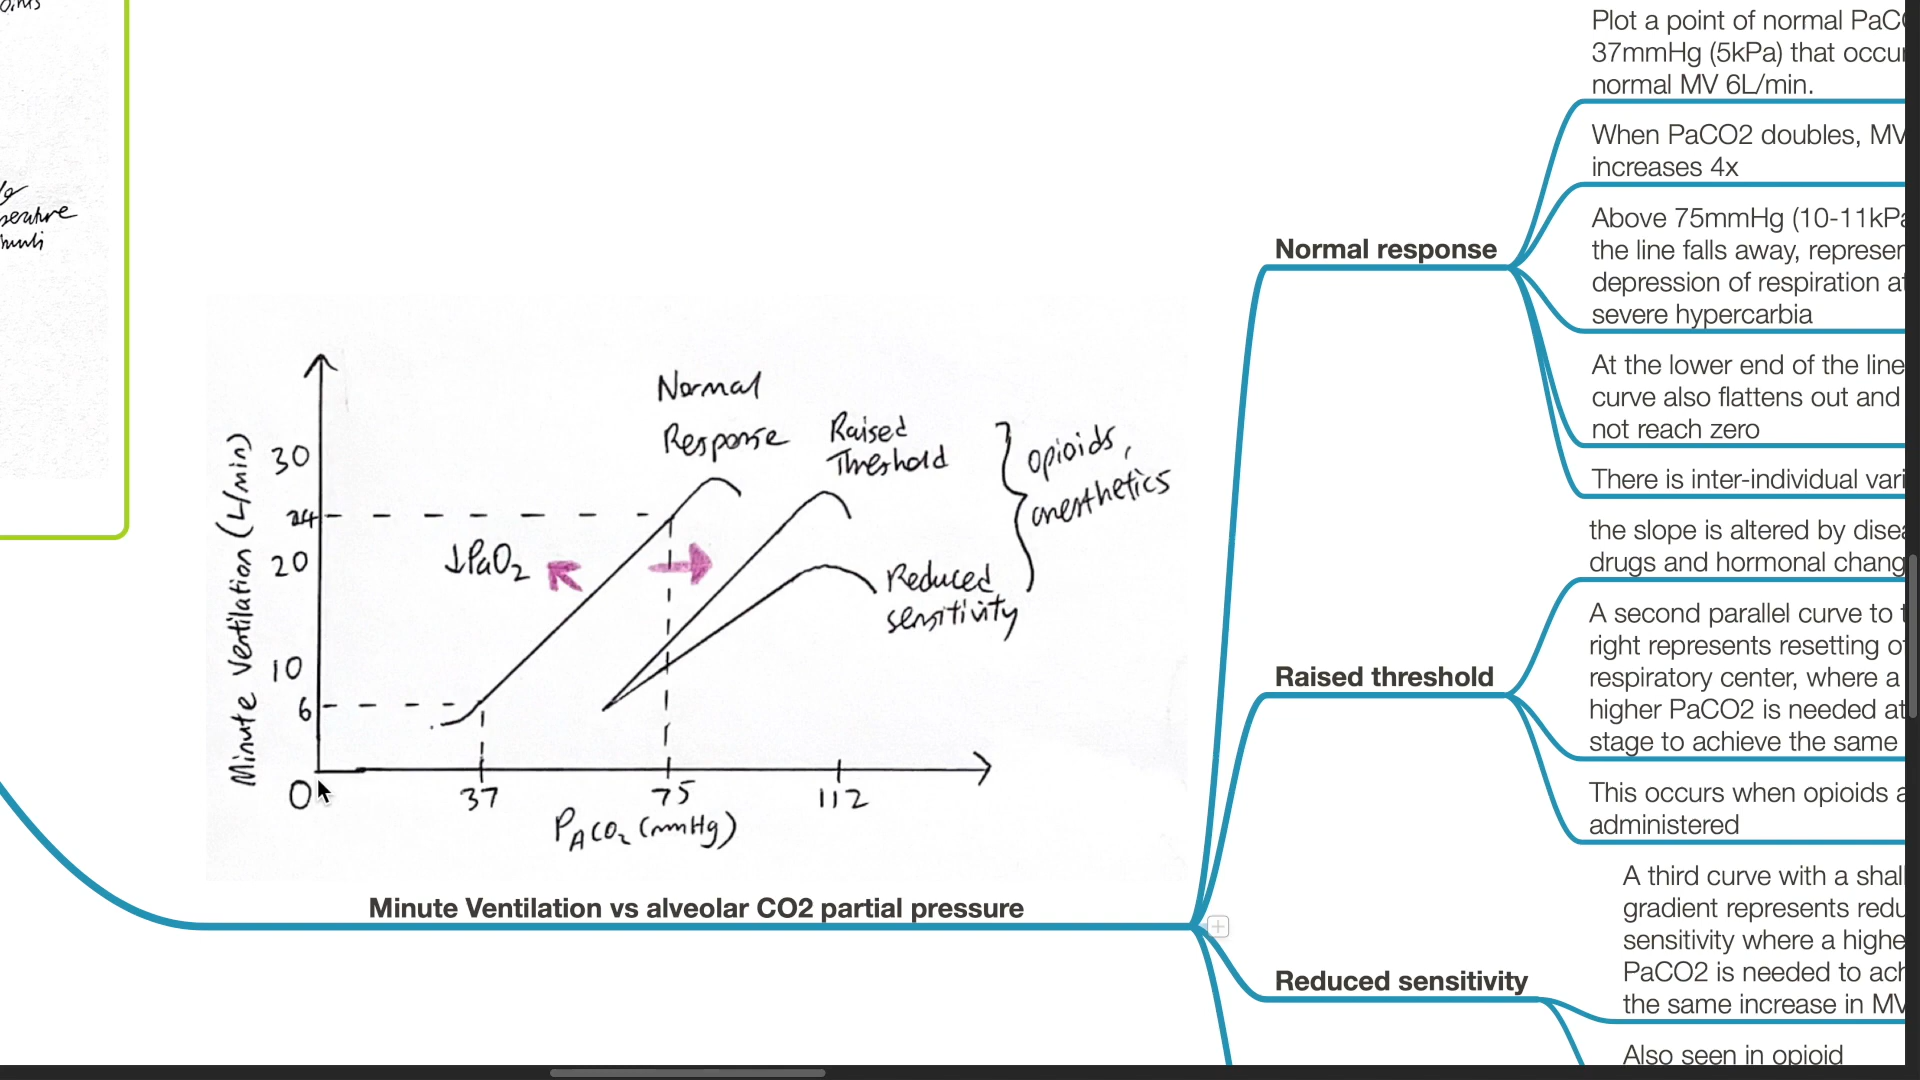 perature
muli
Normal
Response
Raised
Threshold
opioids,
anesthetics
Minute Ventilation (L/min)
30
24
20
↓PaO2
Reduced
sensitivity
10
6
0
37
75
112
PACO2 (mmHg)
Minute Ventilation vs alveolar CO2 partial pressure
Normal response
Plot a point of normal PaC
37mmHg (5kPa) that occu
normal MV 6L/min.
When PaCO2 doubles, MV
increases 4x
Above 75mmHg (10-11kPa
the line falls away, represen
depression of respiration at
severe hypercarbia
At the lower end of the line
curve also flattens out and
not reach zero
There is inter-individual vari
Raised threshold
the slope is altered by disea
drugs and hormonal chang
A second parallel curve to t
right represents resetting of
respiratory center, where a
higher PaCO2 is needed at
stage to achieve the same
This occurs when opioids a
administered
Reduced sensitivity
A third curve with a shal
gradient represents redu
sensitivity where a highe
PaCO2 is needed to ach
the same increase in MV
Also seen in opioid